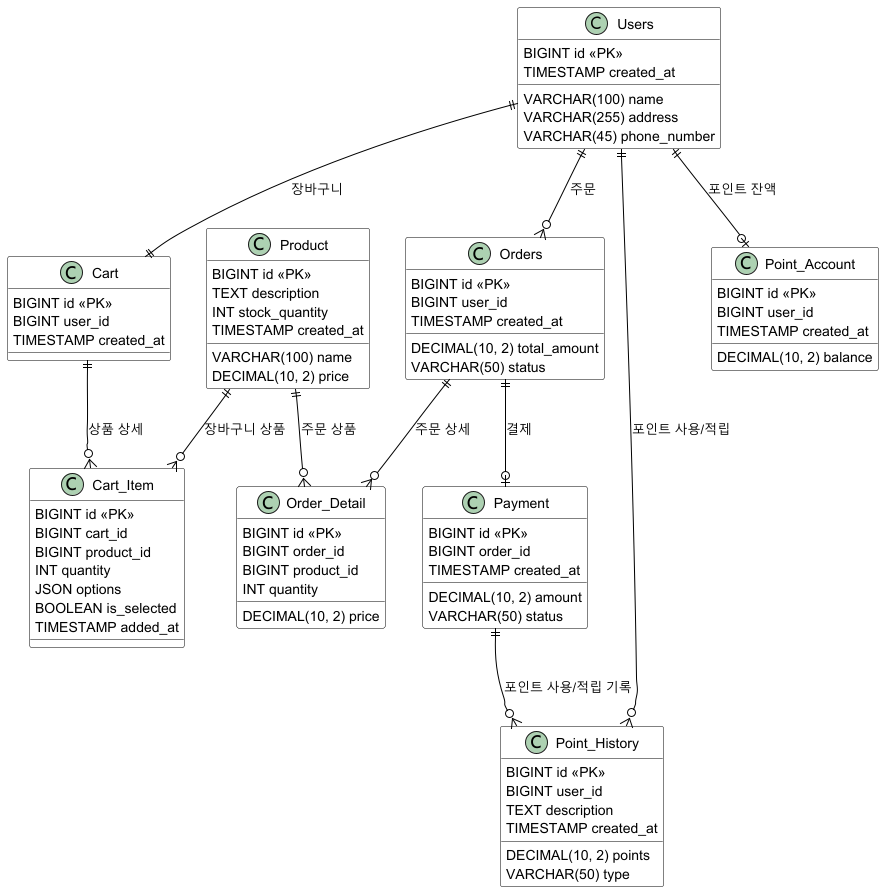 C Users
BIGINT id «PK»
TIMESTAMP created_at
VARCHAR(100) name
VARCHAR(255) address
VARCHAR(45) phone_number
장바구니
주문
포인트 잔액
C Cart
BIGINT id «PK»
BIGINT user_id
TIMESTAMP created_at
C Product
BIGINT id «PK»
TEXT description
INT stock_quantity
TIMESTAMP created_at
VARCHAR(100) name
DECIMAL(10, 2) price
C Orders
BIGINT id «PK»
BIGINT user_id
TIMESTAMP created_at
DECIMAL(10, 2) total_amount
VARCHAR(50) status
C Point_Account
BIGINT id «PK»
BIGINT user_id
TIMESTAMP created_at
DECIMAL(10, 2) balance
상품 상세
장바구니 상품
주문 상품
주문 상세
결제
포인트 사용/적립
C Cart_Item
BIGINT id «PK»
BIGINT cart_id
BIGINT product_id
INT quantity
JSON options
BOOLEAN is_selected
TIMESTAMP added_at
C Order_Detail
BIGINT id «PK»
BIGINT order_id
BIGINT product_id
INT quantity
DECIMAL(10, 2) price
C Payment
BIGINT id «PK»
BIGINT order_id
TIMESTAMP created_at
DECIMAL(10, 2) amount
VARCHAR(50) status
포인트 사용/적립 기록
C Point_History
BIGINT id «PK»
BIGINT user_id
TEXT description
TIMESTAMP created_at
DECIMAL(10, 2) points
VARCHAR(50) type